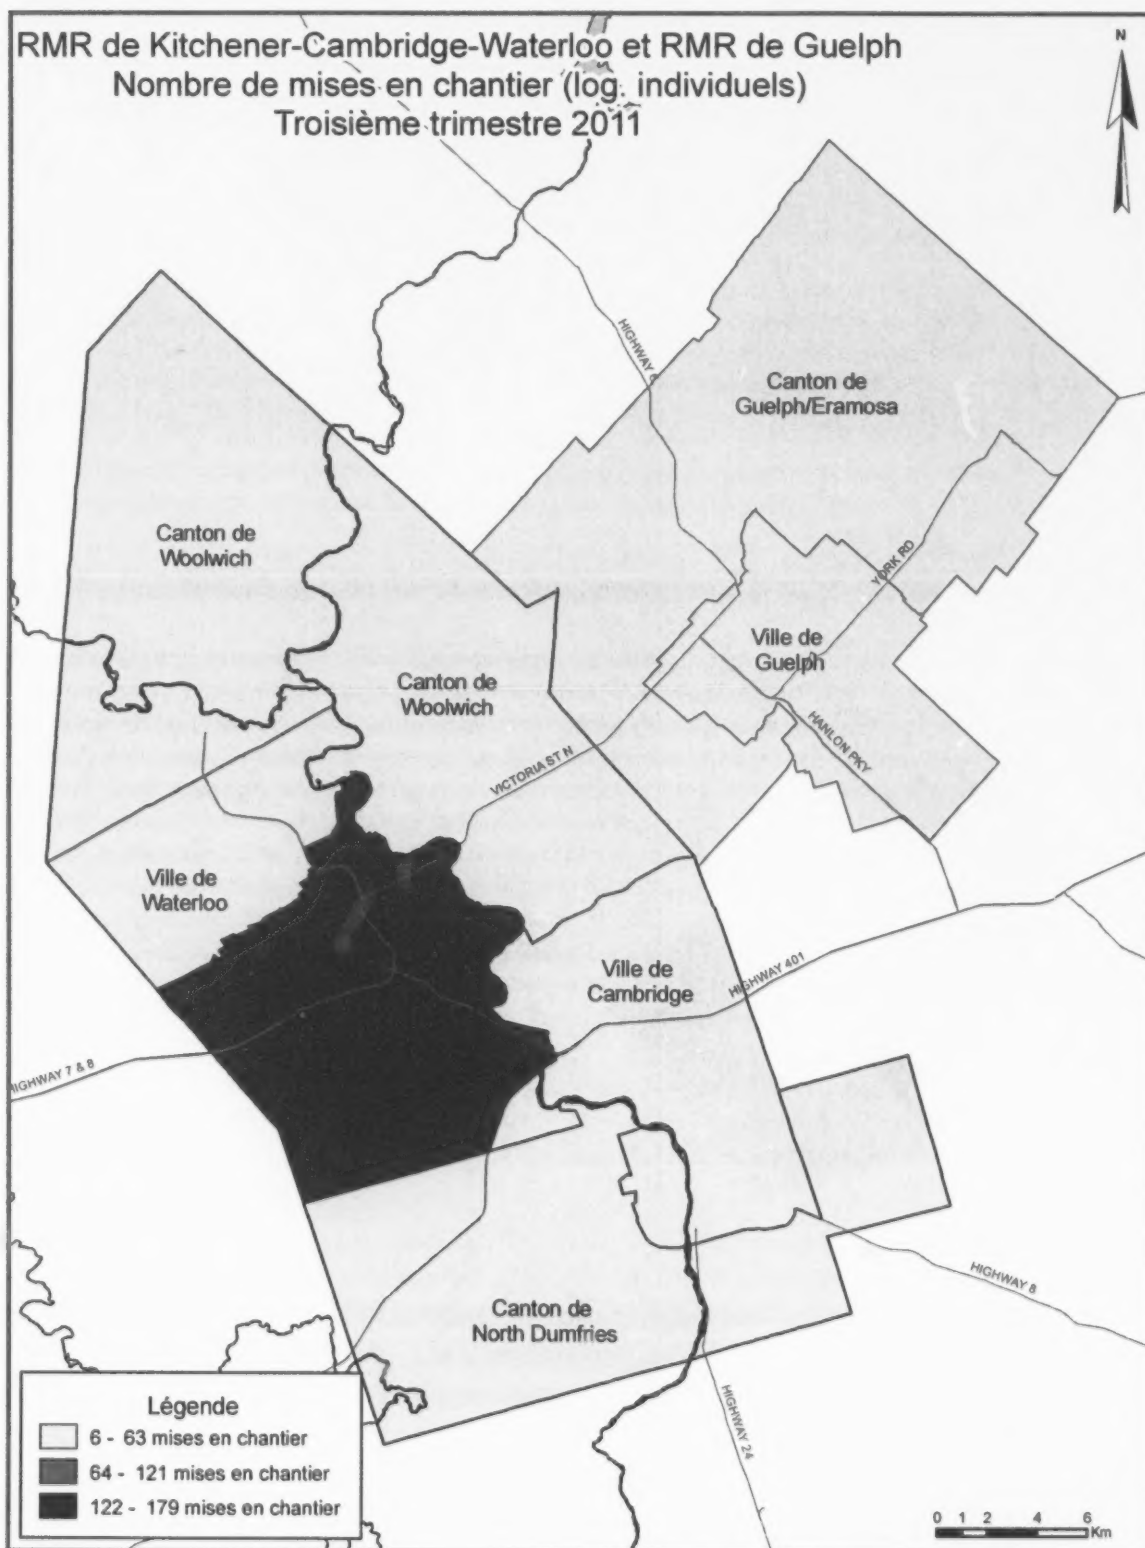 RMR de Kitchener-Cambridge-Waterloo et RMR de Guelph
Nombre de mises en chantier (log. individuels)
Troisième trimestre 2011
N
HIGHWAY 6
Canton de
Guelph/Eramosa
Canton de
Woolwich
YORK RD
Ville de
Guelph
Canton de
Woolwich
HANLON PKY
VICTORIA ST N
Ville de
Waterloo
Ville de
Cambridge
HIGHWAY 401
HIGHWAY 7 & 8
HIGHWAY 8
Canton de
North Dumfries
HIGHWAY 24
Légende
6 - 63 mises en chantier
64 - 121 mises en chantier
122 - 179 mises en chantier
0 1 2 4 6
Km